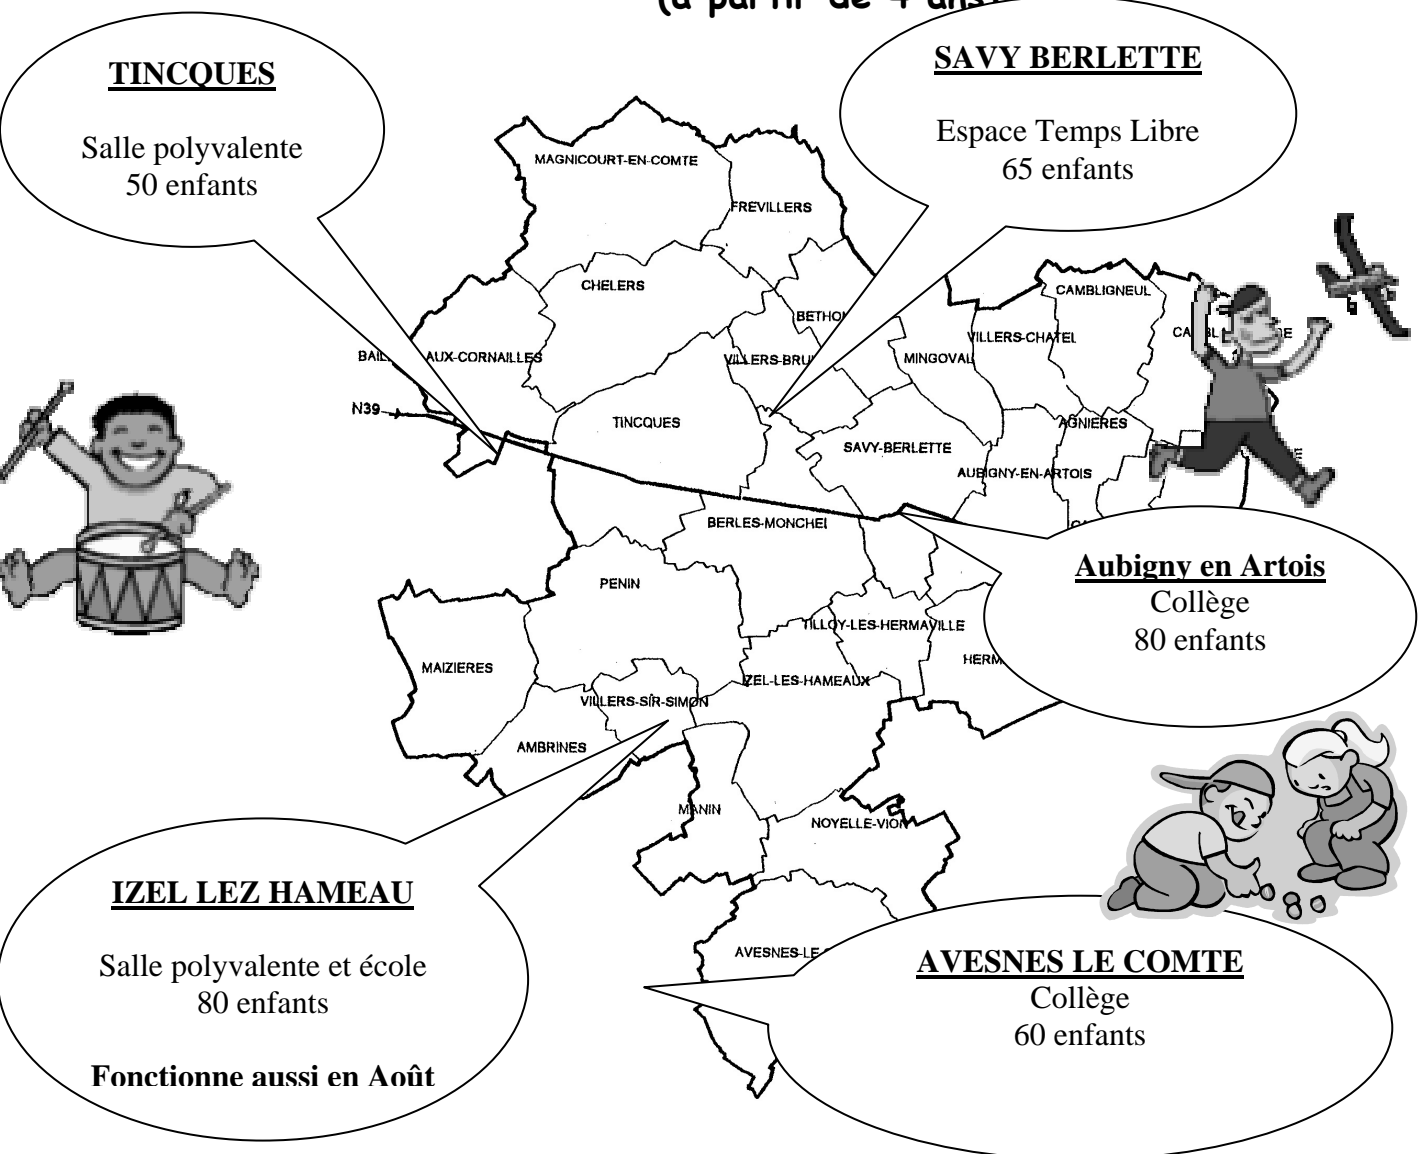 (à partir de 4 ans)
TINCQUES
Salle polyvalente
50 enfants
SAVY BERLETTE
Espace Temps Libre
65 enfants
MAGNICOURT-EN-COMTE
FREVILLERS
CHELERS
CAMBLIGNEUL
VILLERS-CHATEL
AUX-CORNAILLES
MINGOVAL
N39
TINCQUES
AGNIERES
SAVY-BERLETTE
AUBIGNY-EN-ARTOIS
BERLES-MONCHEL
Aubigny en Artois
Collège
80 enfants
PENIN
TILLOY-LES-HERMAVILLE
MAIZIERES
IZEL-LES-HAMEAUX
VILLERS-SIR-SIMON
AMBRINES
MANIN
NOYELLE-VION
IZEL LEZ HAMEAU
Salle polyvalente et école
80 enfants
Fonctionne aussi en Août
AVESNES LE COMTE
Collège
60 enfants